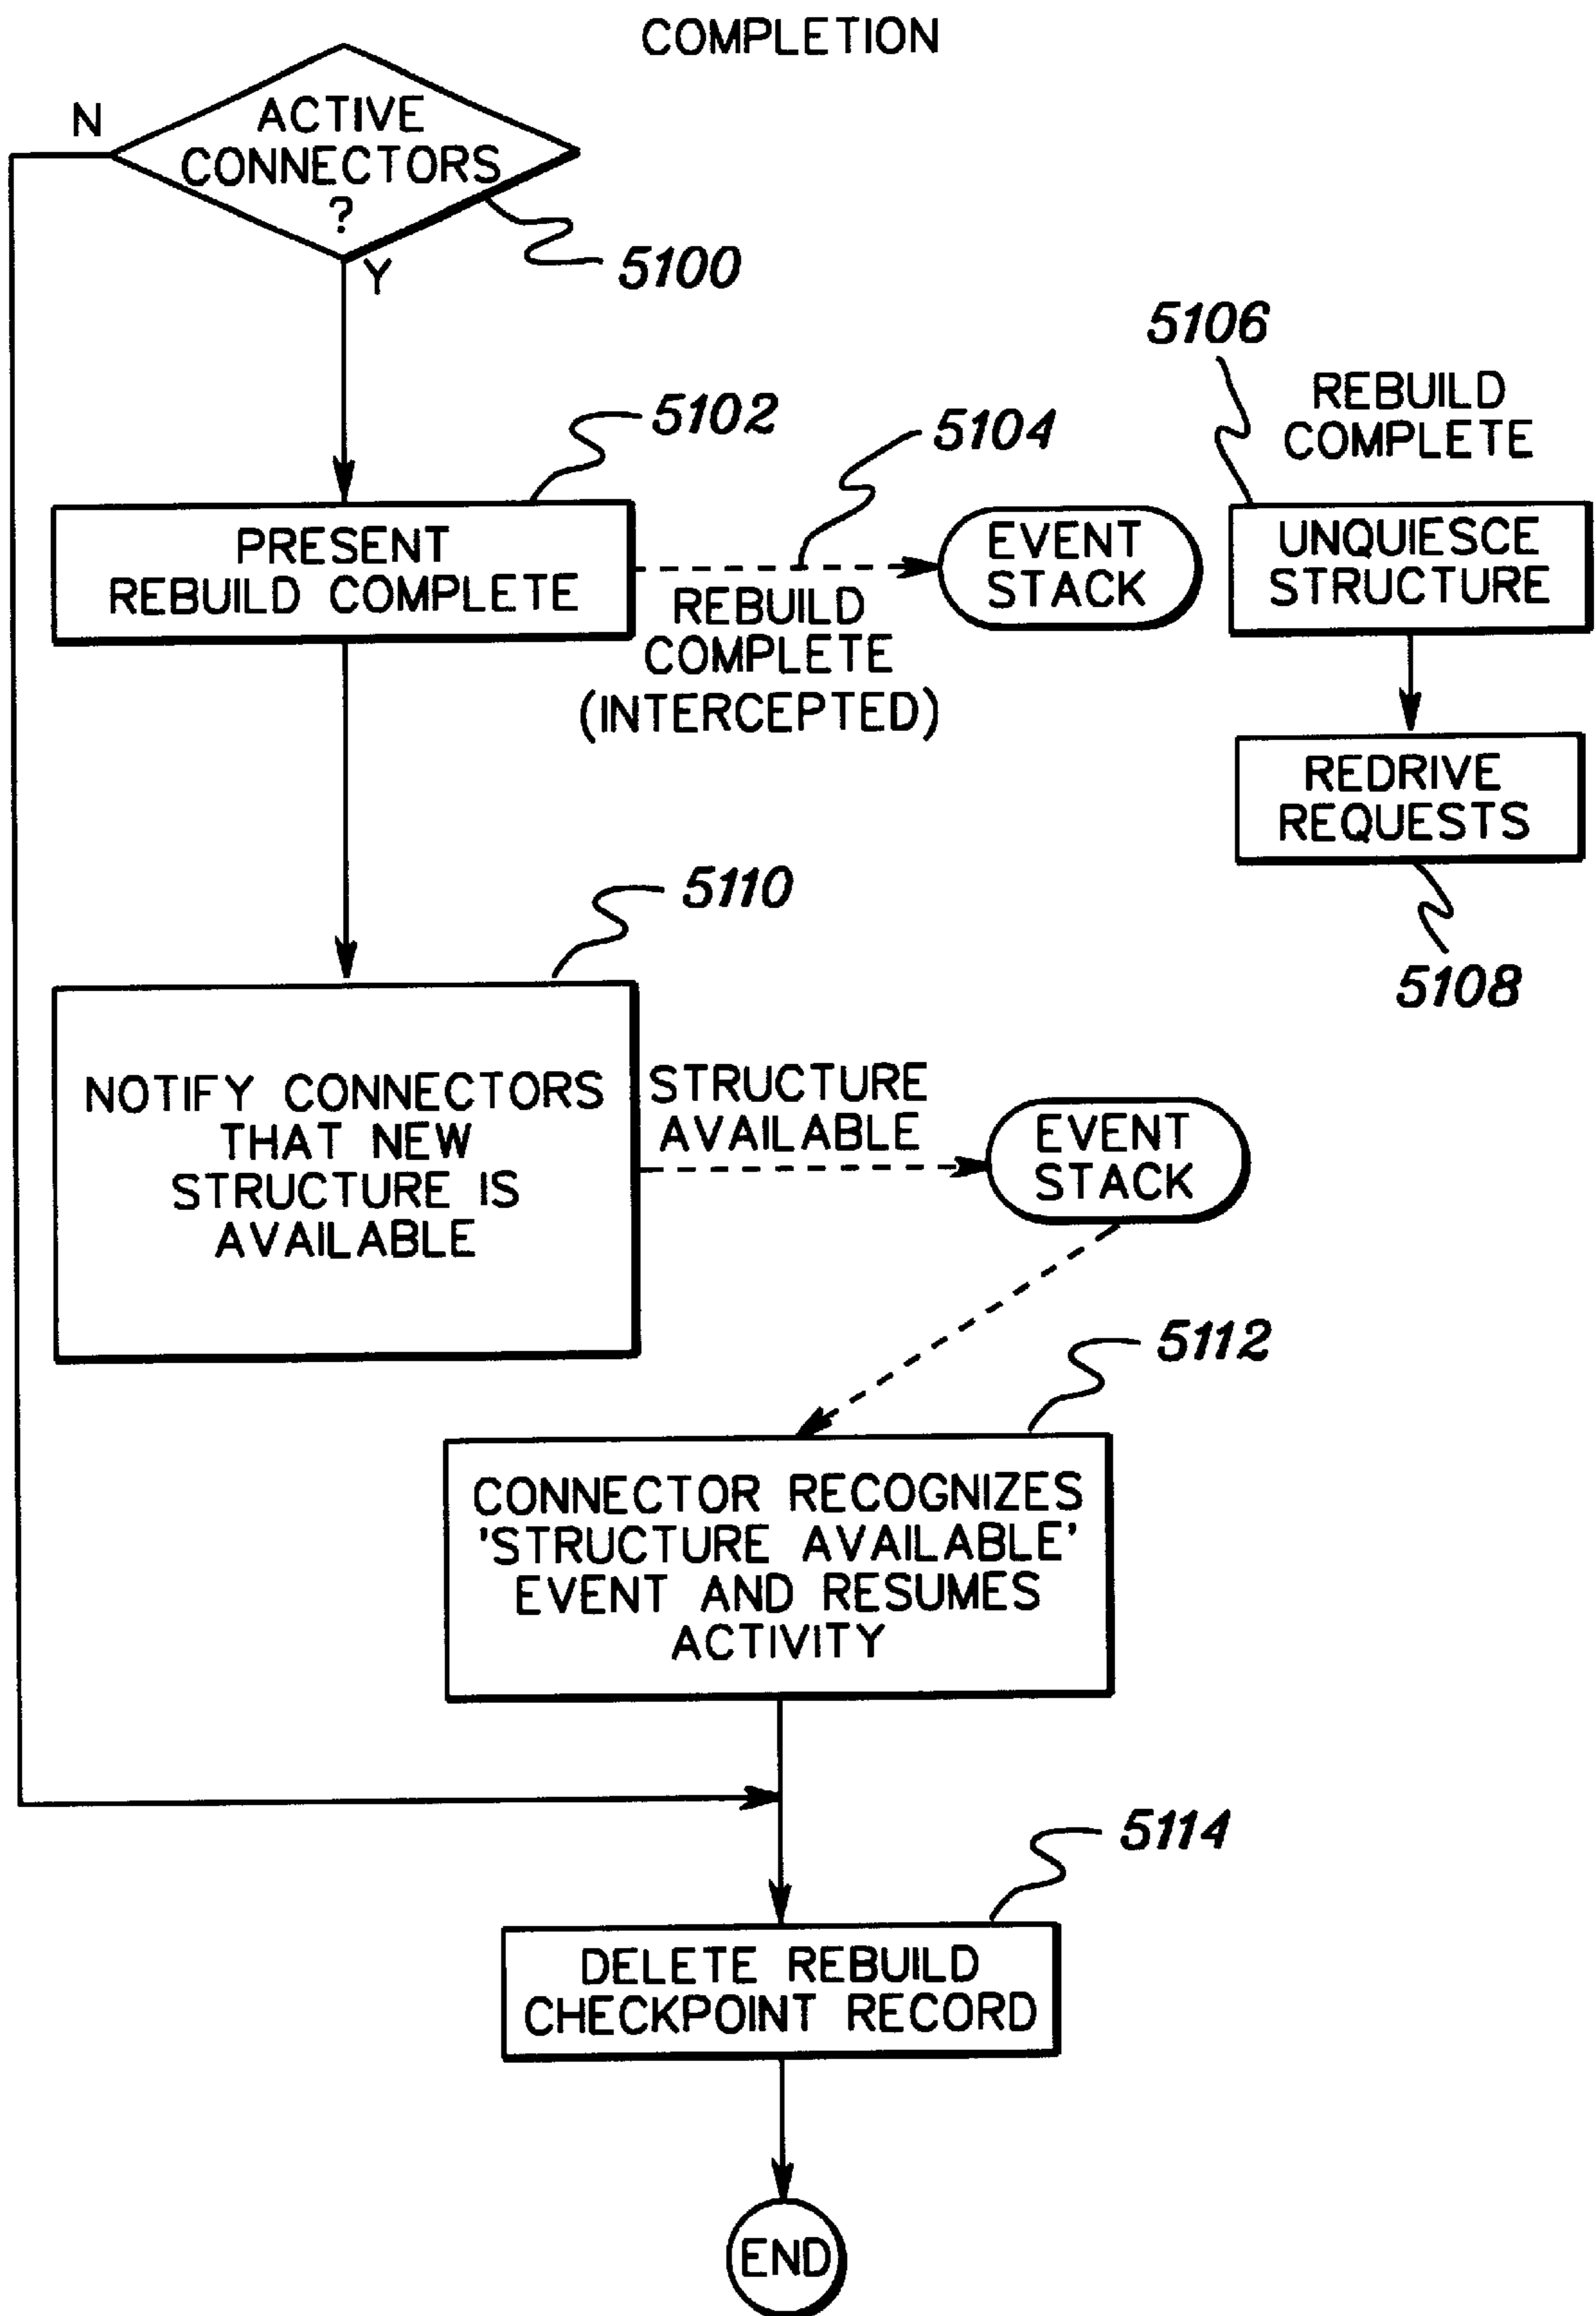 COMPLETION
N
ACTIVE
CONNECTORS
?
Y
5100
5106
REBUILD
COMPLETE
5102
5104
PRESENT
REBUILD COMPLETE
REBUILD
COMPLETE
(INTERCEPTED)
EVENT
STACK
UNQUIESCE
STRUCTURE
REDRIVE
REQUESTS
5108
5110
NOTIFY CONNECTORS
THAT NEW
STRUCTURE IS
AVAILABLE
STRUCTURE
AVAILABLE
EVENT
STACK
5112
CONNECTOR RECOGNIZES
'STRUCTURE AVAILABLE'
EVENT AND RESUMES
ACTIVITY
5114
DELETE REBUILD
CHECKPOINT RECORD
END